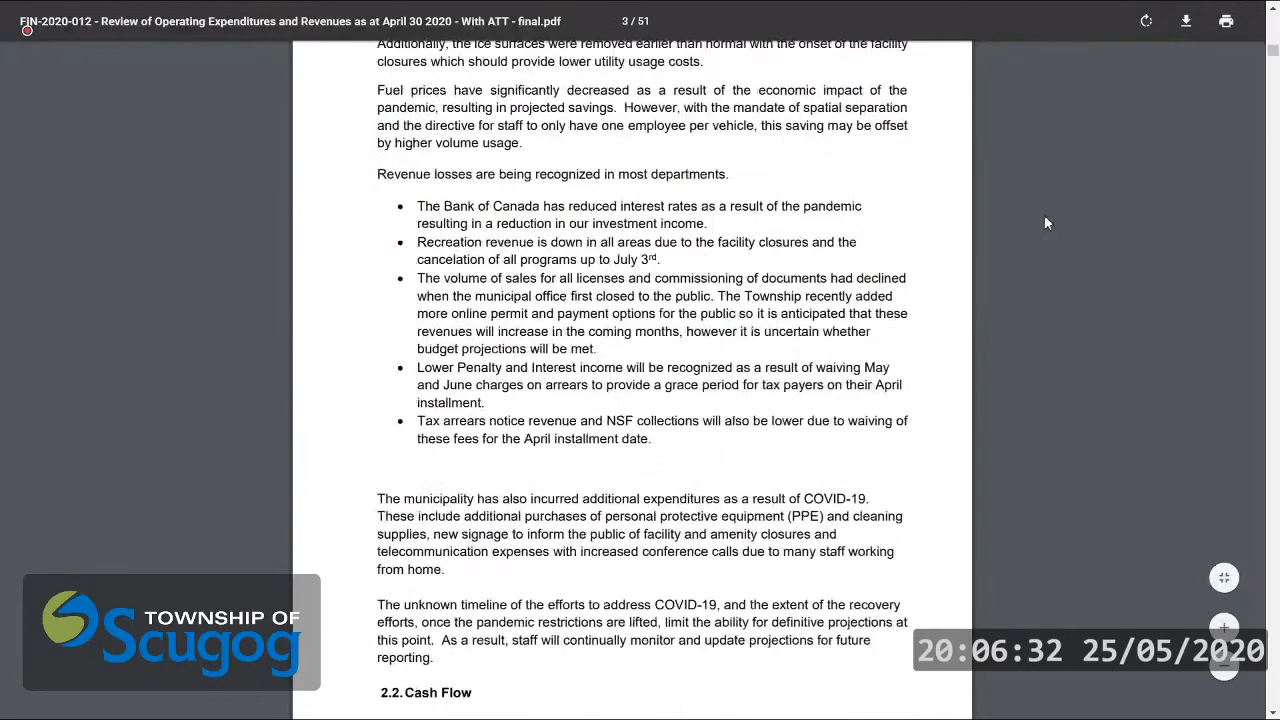 FIN-2020-012 - Review of Operating Expenditures and Revenues as at April 30 2020 - With ATT - final.pdf
3 / 51
Additionally, the ice surfaces were removed earlier than normal with the onset of the facility
closures which should provide lower utility usage costs.
Fuel prices have significantly decreased as a result of the economic impact of the
pandemic, resulting in projected savings. However, with the mandate of spatial separation
and the directive for staff to only have one employee per vehicle, this saving may be offset
by higher volume usage.
Revenue losses are being recognized in most departments.
• The Bank of Canada has reduced interest rates as a result of the pandemic
resulting in a reduction in our investment income.
• Recreation revenue is down in all areas due to the facility closures and the
cancelation of all programs up to July 3rd.
• The volume of sales for all licenses and commissioning of documents had declined
when the municipal office first closed to the public. The Township recently added
more online permit and payment options for the public so it is anticipated that these
revenues will increase in the coming months, however it is uncertain whether
budget projections will be met.
• Lower Penalty and Interest income will be recognized as a result of waiving May
and June charges on arrears to provide a grace period for tax payers on their April
installment.
• Tax arrears notice revenue and NSF collections will also be lower due to waiving of
these fees for the April installment date.
The municipality has also incurred additional expenditures as a result of COVID-19.
These include additional purchases of personal protective equipment (PPE) and cleaning
supplies, new signage to inform the public of facility and amenity closures and
telecommunication expenses with increased conference calls due to many staff working
from home.
The unknown timeline of the efforts to address COVID-19, and the extent of the recovery
efforts, once the pandemic restrictions are lifted, limit the ability for definitive projections at
this point. As a result, staff will continually monitor and update projections for future
reporting.
2.2. Cash Flow
TOWNSHIP OF
Scugog
20:06:32 25/05/2020